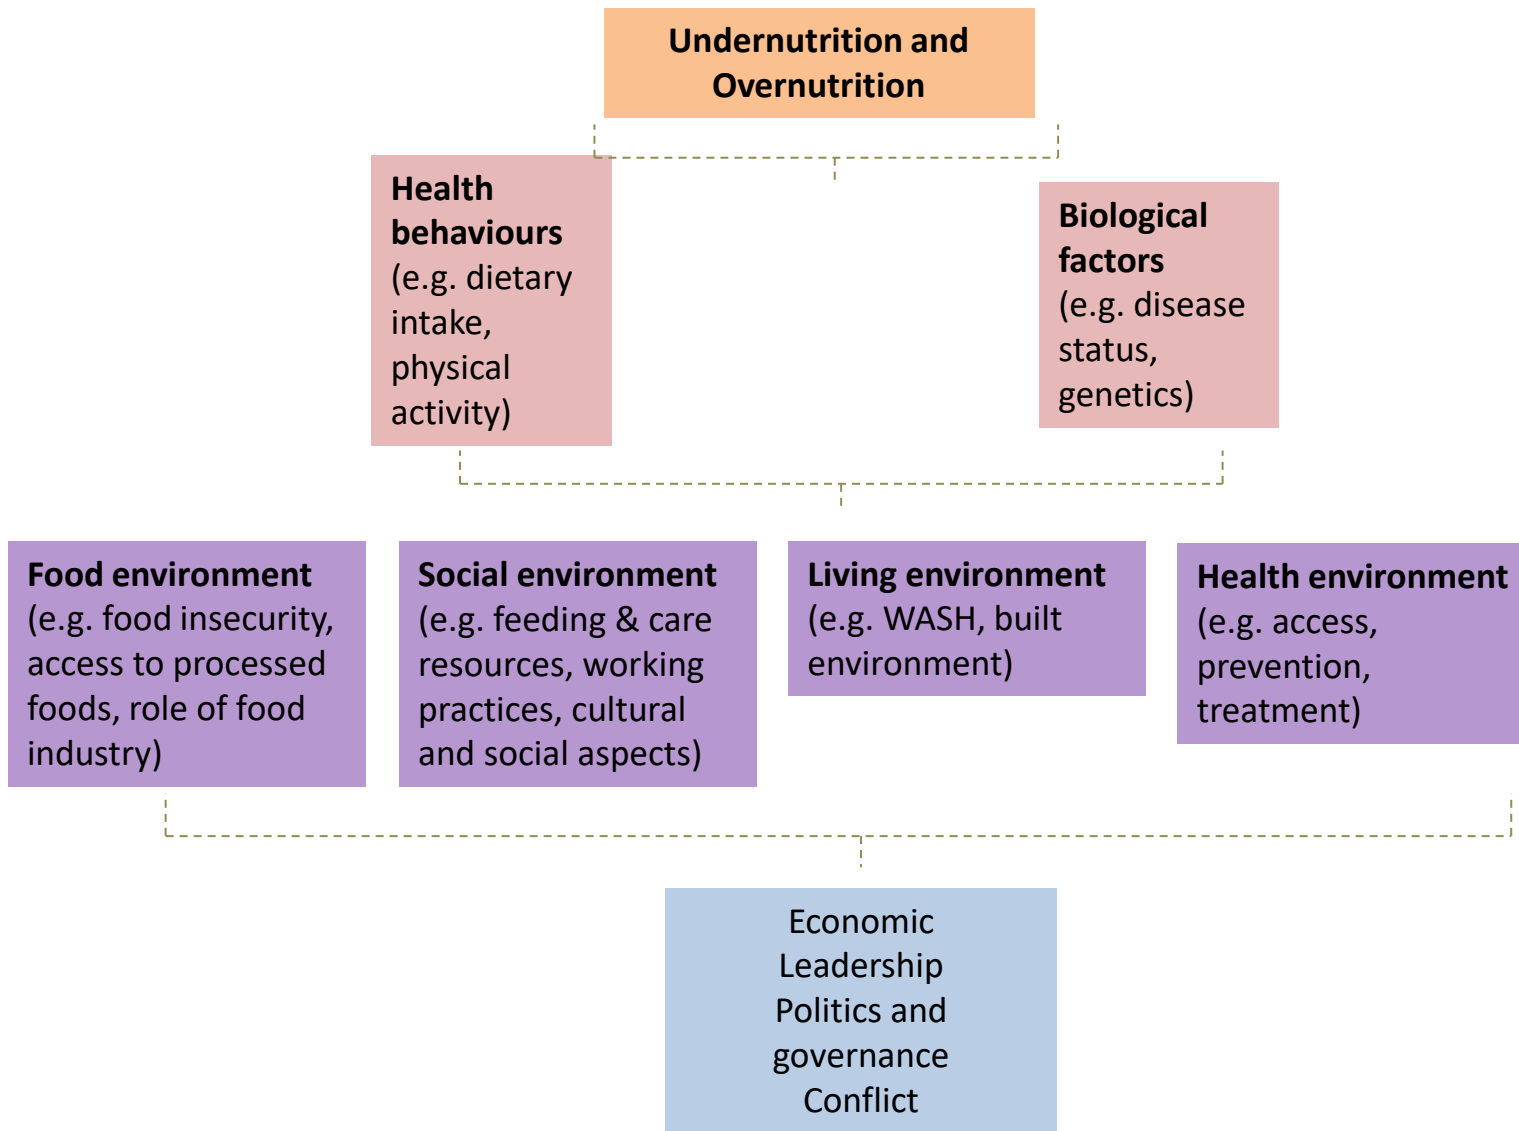 Undernutrition and
Overnutrition
Health
behaviours
(e.g. dietary
intake,
physical
activity)
Biological
factors
(e.g. disease
status,
genetics)
Food environment
(e.g. food insecurity,
access to processed
foods, role of food
industry)
Social environment
(e.g. feeding & care
resources, working
practices, cultural
and social aspects)
Living environment
(e.g. WASH, built
environment)
Health environment
(e.g. access,
prevention,
treatment)
Economic
Leadership
Politics and
governance
Conflict